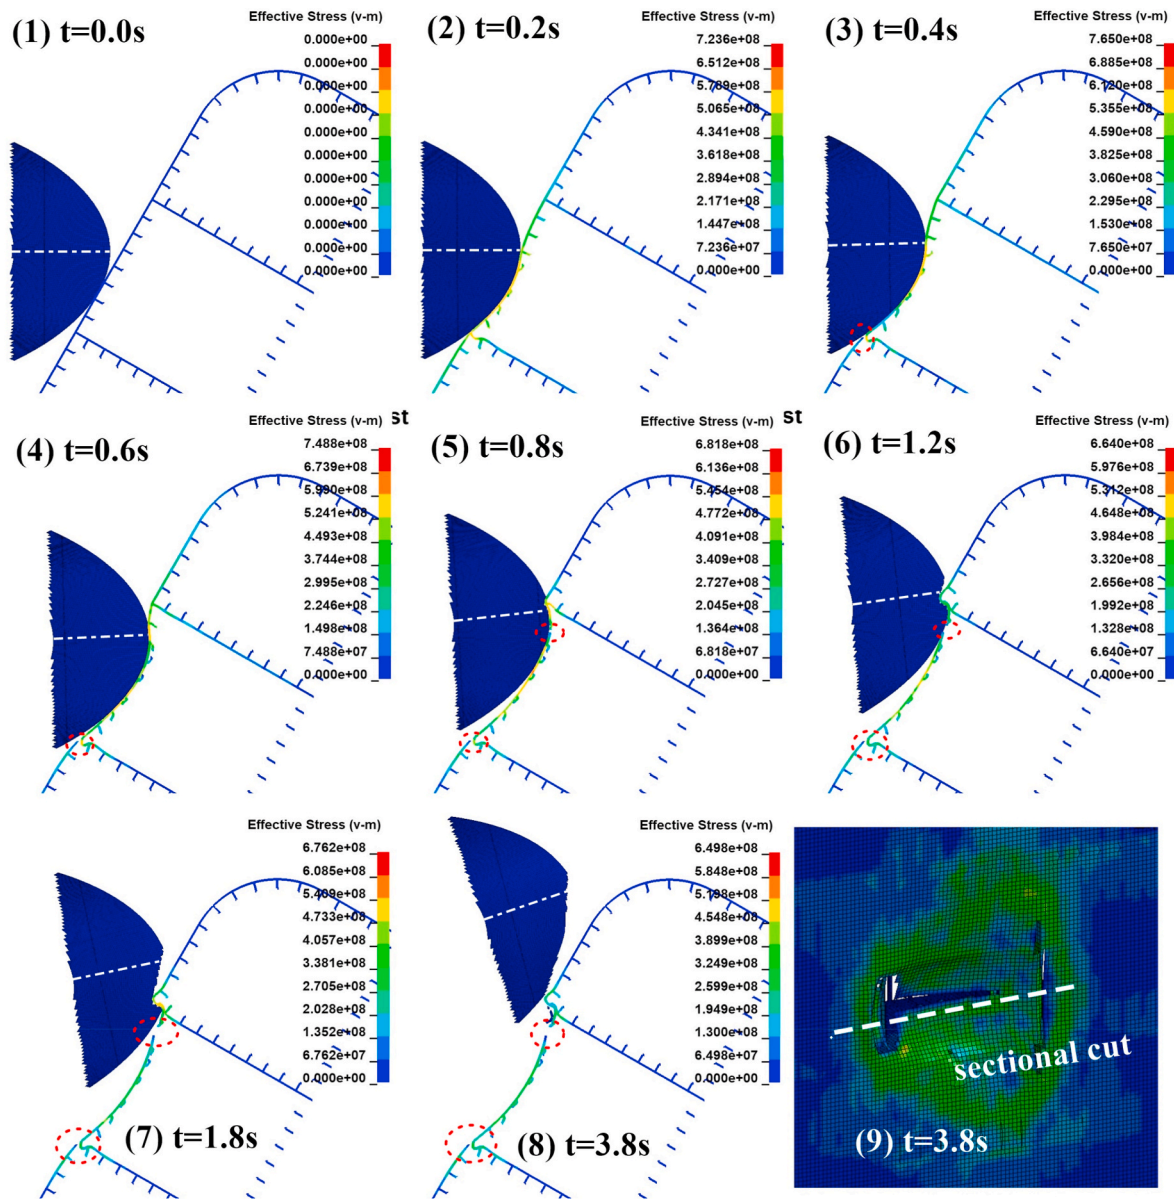 (1) t=0.0s
Effective Stress (v-m)
0.000e+00
0.000e+00
0.000e+00
0.000e+00
0.000e+00
0.000e+00
0.000e+00
0.000e+00
0.000e+00
0.000e+00
0.000e+00
(2) t=0.2s
Effective Stress (v-m)
7.236e+08
6.512e+08
5.789e+08
5.065e+08
4.341e+08
3.618e+08
2.894e+08
2.171e+08
1.447e+08
7.236e+07
0.000e+00
(3) t=0.4s
Effective Stress (v-m)
7.650e+08
6.885e+08
6.120e+08
5.355e+08
4.590e+08
3.825e+08
3.060e+08
2.295e+08
1.530e+08
7.650e+07
0.000e+00
(4) t=0.6s
Effective Stress (v-m)
7.488e+08
6.739e+08
5.990e+08
5.241e+08
4.493e+08
3.744e+08
2.995e+08
2.246e+08
1.498e+08
7.488e+07
0.000e+00
st
(5) t=0.8s
Effective Stress (v-m)
6.818e+08
6.136e+08
5.454e+08
4.772e+08
4.091e+08
3.409e+08
2.727e+08
2.045e+08
1.364e+08
6.818e+07
0.000e+00
st
(6) t=1.2s
Effective Stress (v-m)
6.640e+08
5.976e+08
5.312e+08
4.648e+08
3.984e+08
3.320e+08
2.656e+08
1.992e+08
1.328e+08
6.640e+07
0.000e+00
Effective Stress (v-m)
6.762e+08
6.085e+08
5.409e+08
4.733e+08
4.057e+08
3.381e+08
2.705e+08
2.028e+08
1.352e+08
6.762e+07
0.000e+00
(7) t=1.8s
Effective Stress (v-m)
6.498e+08
5.848e+08
5.198e+08
4.548e+08
3.899e+08
3.249e+08
2.599e+08
1.949e+08
1.300e+08
6.498e+07
0.000e+00
(8) t=3.8s
sectional cut
(9) t=3.8s